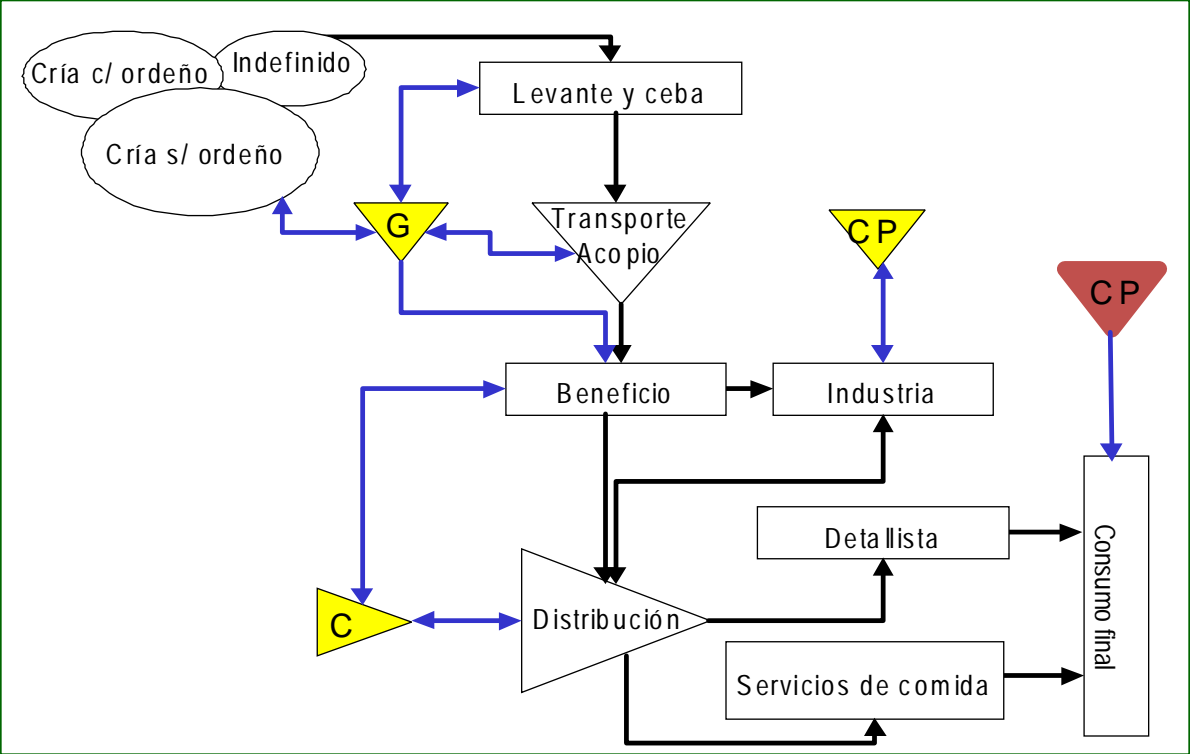 Indefinido
Cría c/ ordeño
Levante y ceba
Cría s/ ordeño
G
Transporte
Acopio
CP
CP
Beneficio
Industria
Detallista
Consumo final
C
Distribución
Servicios de comida